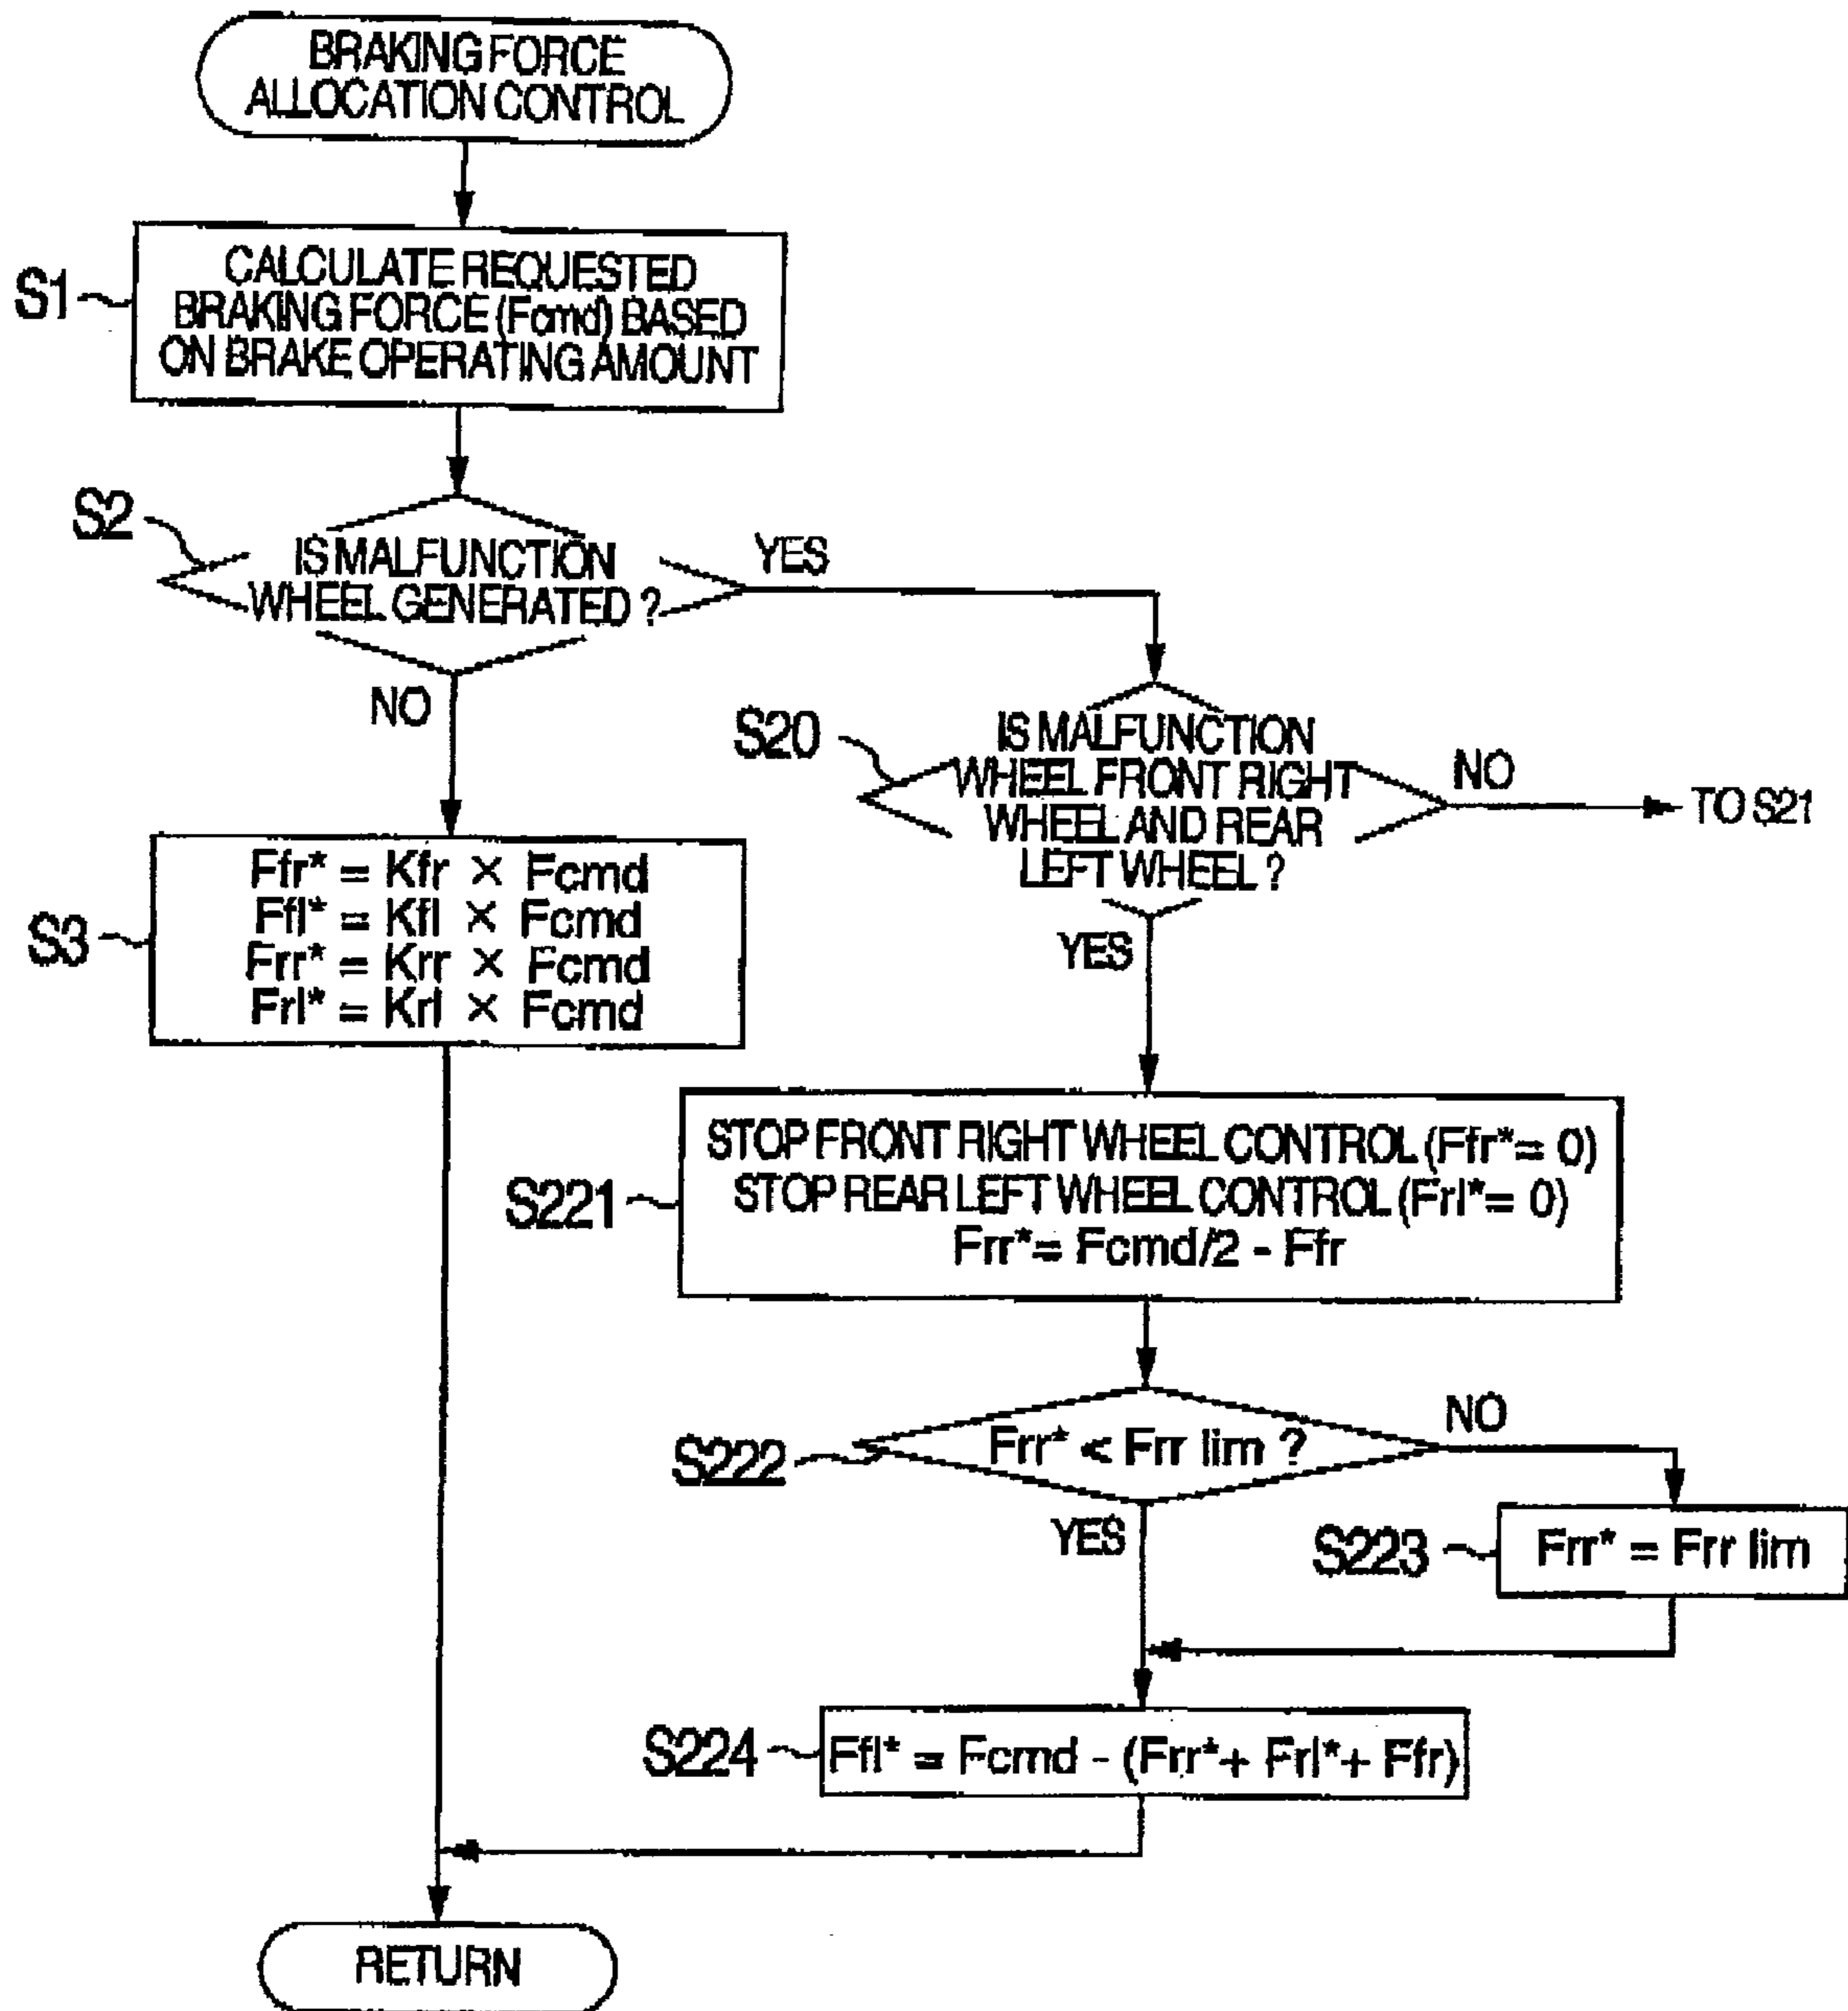 BRAKING FORCE
ALLOCATION CONTROL
S1
CALCULATE REQUESTED
BRAKING FORCE (Fcmd) BASED
ON BRAKE OPERATING AMOUNT
S2
IS MALFUNCTION
WHEEL GENERATED ?
YES
NO
S20
IS MALFUNCTION
WHEEL FRONT RIGHT
WHEEL AND REAR
LEFT WHEEL ?
NO
TO S21
YES
S3
Ffr* = Kfr × Fcmd
Ffl* = Kfl × Fcmd
Frr* = Krr × Fcmd
Frl* = Krl × Fcmd
S221
STOP FRONT RIGHT WHEEL CONTROL (Ffr*= 0)
STOP REAR LEFT WHEEL CONTROL (Frl*= 0)
Frr*= Fcmd/2 - Ffr
S222
Frr* < Frr lim ?
NO
YES
S223
Frr* = Frr lim
S224
Ffl* = Fcmd - (Frr*+ Frl*+ Ffr)
RETURN